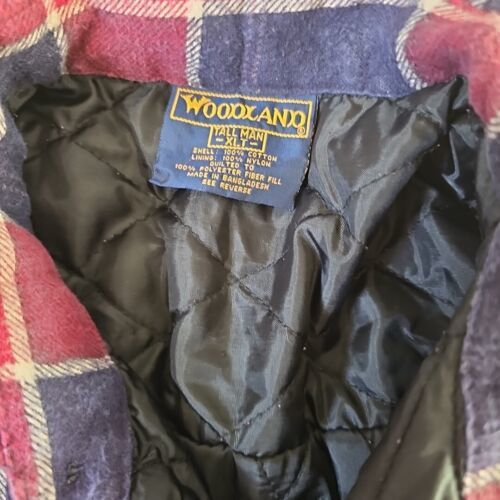 WOODLAND®
TALL MAN
- XLT -
SHELL: 100% COTTON
LINING: 100% NYLON
QUILTED TO
100% POLYESTER FIBER FILL
MADE IN BANGLADESH
SEE REVERSE